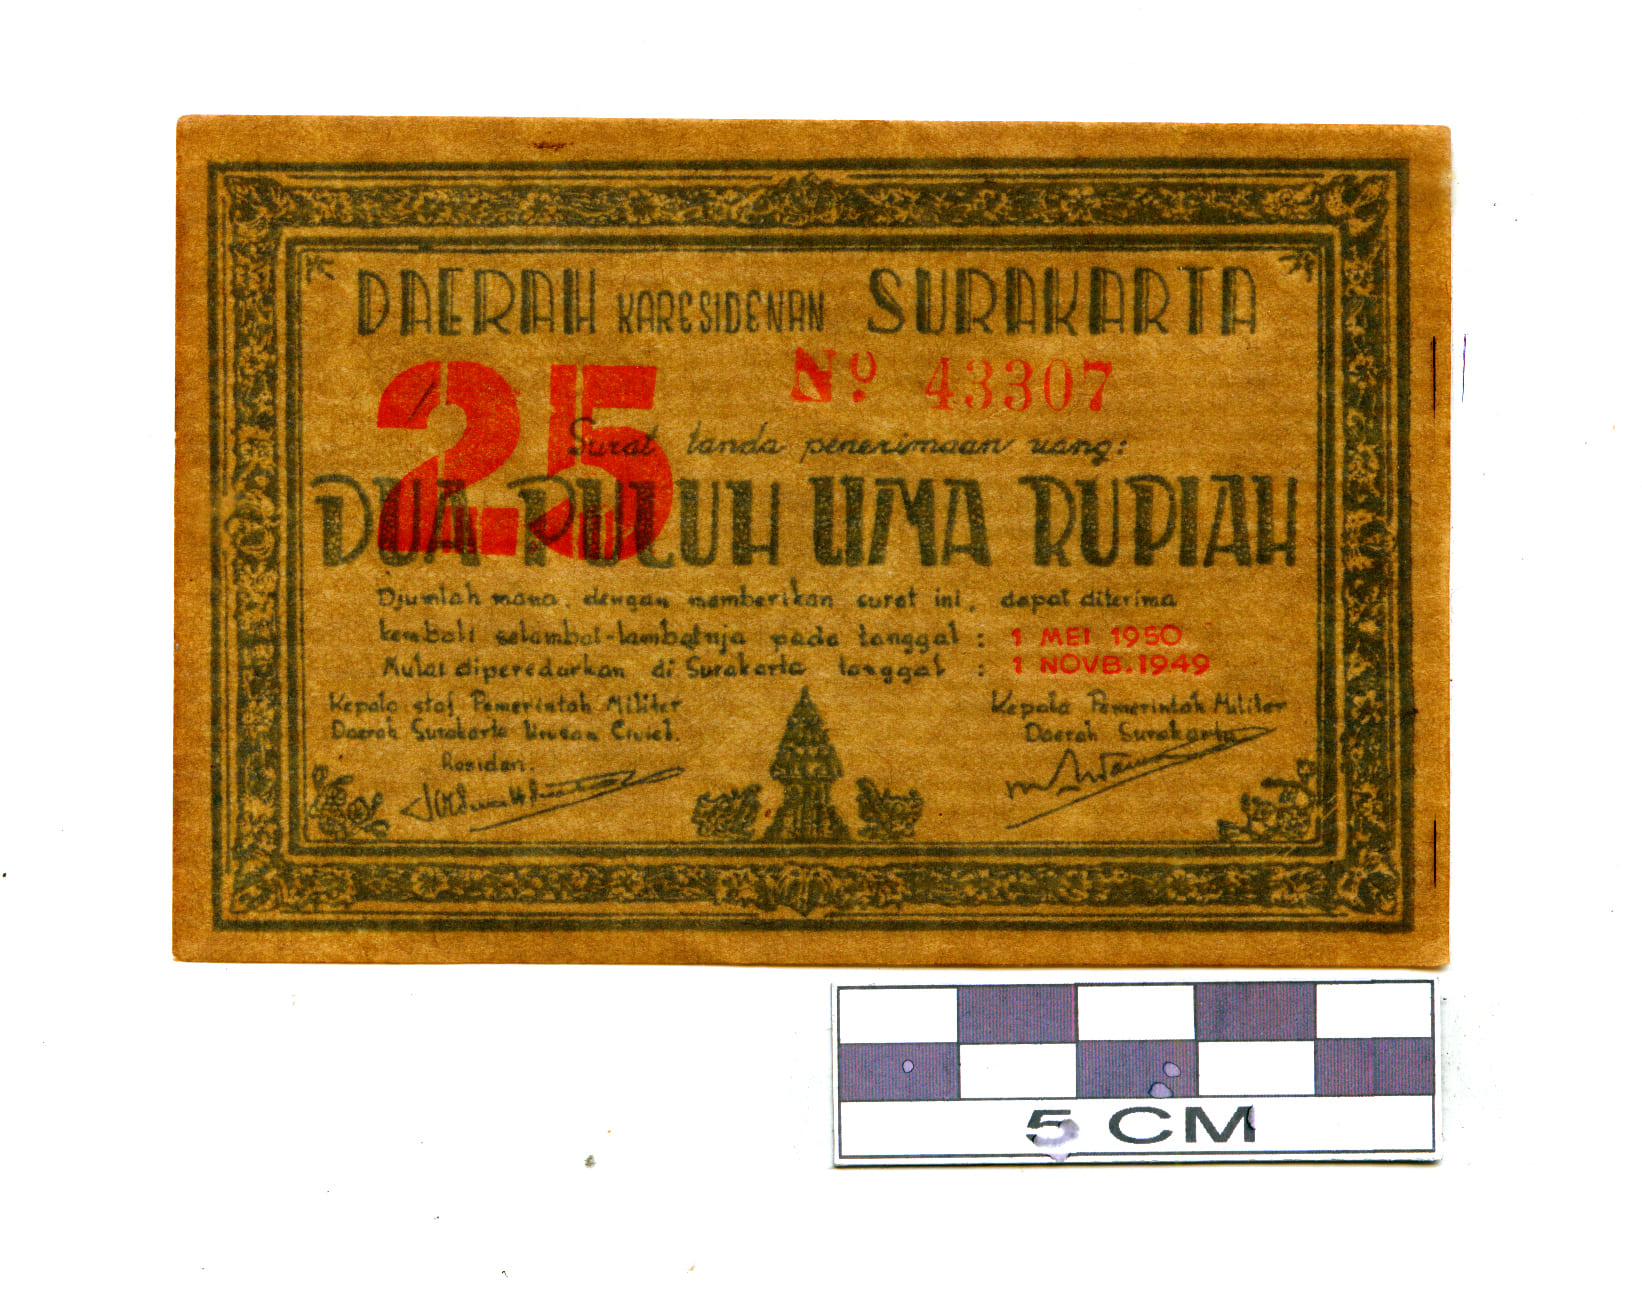 DAERAH KARESIDENAN SURAKARTA
25
No. 43307
Surat tanda penerimaan uang:
DUA PULUH LIMA RUPIAH
Djumlah mana, dengan memberikan surat ini, dapat diterima
kembali selambat-lambatnja pada tanggal : 1 MEI 1950
Mulai diperedarkan di Surakarta tanggal : 1 NOVB. 1949
Kepala staf Pemerintah Militer
Daerah Surakarta Urusan Civiel.
Residen.
Kepala Pemerintah Militer
Daerah Surakarta
5 CM